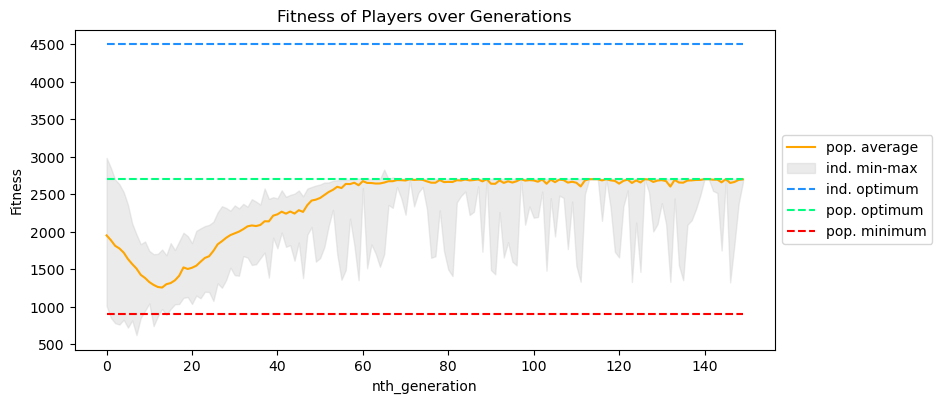 Fitness of Players over Generations
4500
4000
3500
3000
2500
2000
1500
1000
500
Fitness
0
20
40
60
80
100
120
140
nth_generation
pop. average
ind. min-max
ind. optimum
pop. optimum
pop. minimum